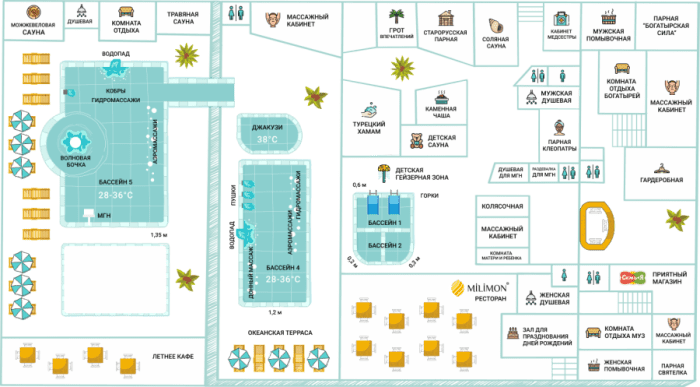 МОЖЖЕВЕЛОВАЯ
САУНА
ДУШЕВАЯ
КОМНАТА
ОТДЫХА
ТРАВЯНАЯ
САУНА
МАССАЖНЫЙ
КАБИНЕТ
ГРОТ
ВПЕЧАТЛЕНИЙ
СТАРОРУССКАЯ
ПАРНАЯ
СОЛЯНАЯ
САУНА
КАБИНЕТ
МЕДСЕСТРЫ
МУЖСКАЯ
ПОМЫВОЧНАЯ
ПАРНАЯ
"БОГАТЫРСКАЯ
СИЛА"
ВОДОПАД
КОБРЫ
ГИДРОМАССАЖИ
АЭРОМАССАЖИ
ВОЛНОВАЯ
БОЧКА
БАССЕЙН 5
28-36°C
МГН
1,35 м
ДЖАКУЗИ
38°C
ТУРЕЦКИЙ
ХАМАМ
КАМЕННАЯ
ЧАША
ДЕТСКАЯ
САУНА
МУЖСКАЯ
ДУШЕВАЯ
КОМНАТА
ОТДЫХА
БОГАТЫРЕЙ
МАССАЖНЫЙ
КАБИНЕТ
ПАРНАЯ
КЛЕОПАТРЫ
ДУШЕВАЯ
ДЛЯ МГН
РАЗДЕВАЛКА
ДЛЯ МГН
ГАРДЕРОБНАЯ
ПУШКИ
ВОДОПАД
ДОННЫЙ МАССАЖ
АЭРОМАССАЖИ
ГИДРОМАССАЖИ
БАССЕЙН 4
28-36°C
1,2 м
ДЕТСКАЯ
ГЕЙЗЕРНАЯ ЗОНА
0,6 м
ГОРКИ
БАССЕЙН 1
БАССЕЙН 2
0,2 м
0,3 м
КОЛЯСОЧНАЯ
МАССАЖНЫЙ
КАБИНЕТ
КОМНАТА
МАТЕРИ И РЕБЕНКА
MILIMON
РЕСТОРАН
ЖЕНСКАЯ
ДУШЕВАЯ
ПРИЯТНЫЙ
МАГАЗИН
ОКЕАНСКАЯ ТЕРРАСА
ЛЕТНЕЕ КАФЕ
ЗАЛ ДЛЯ
ПРАЗДНОВАНИЯ
ДНЕЙ РОЖДЕНИЙ
КОМНАТА
ОТДЫХА МУЗ
МАССАЖНЫЙ
КАБИНЕТ
ЖЕНСКАЯ
ПОМЫВОЧНАЯ
ПАРНАЯ
СВИТЕЛКА